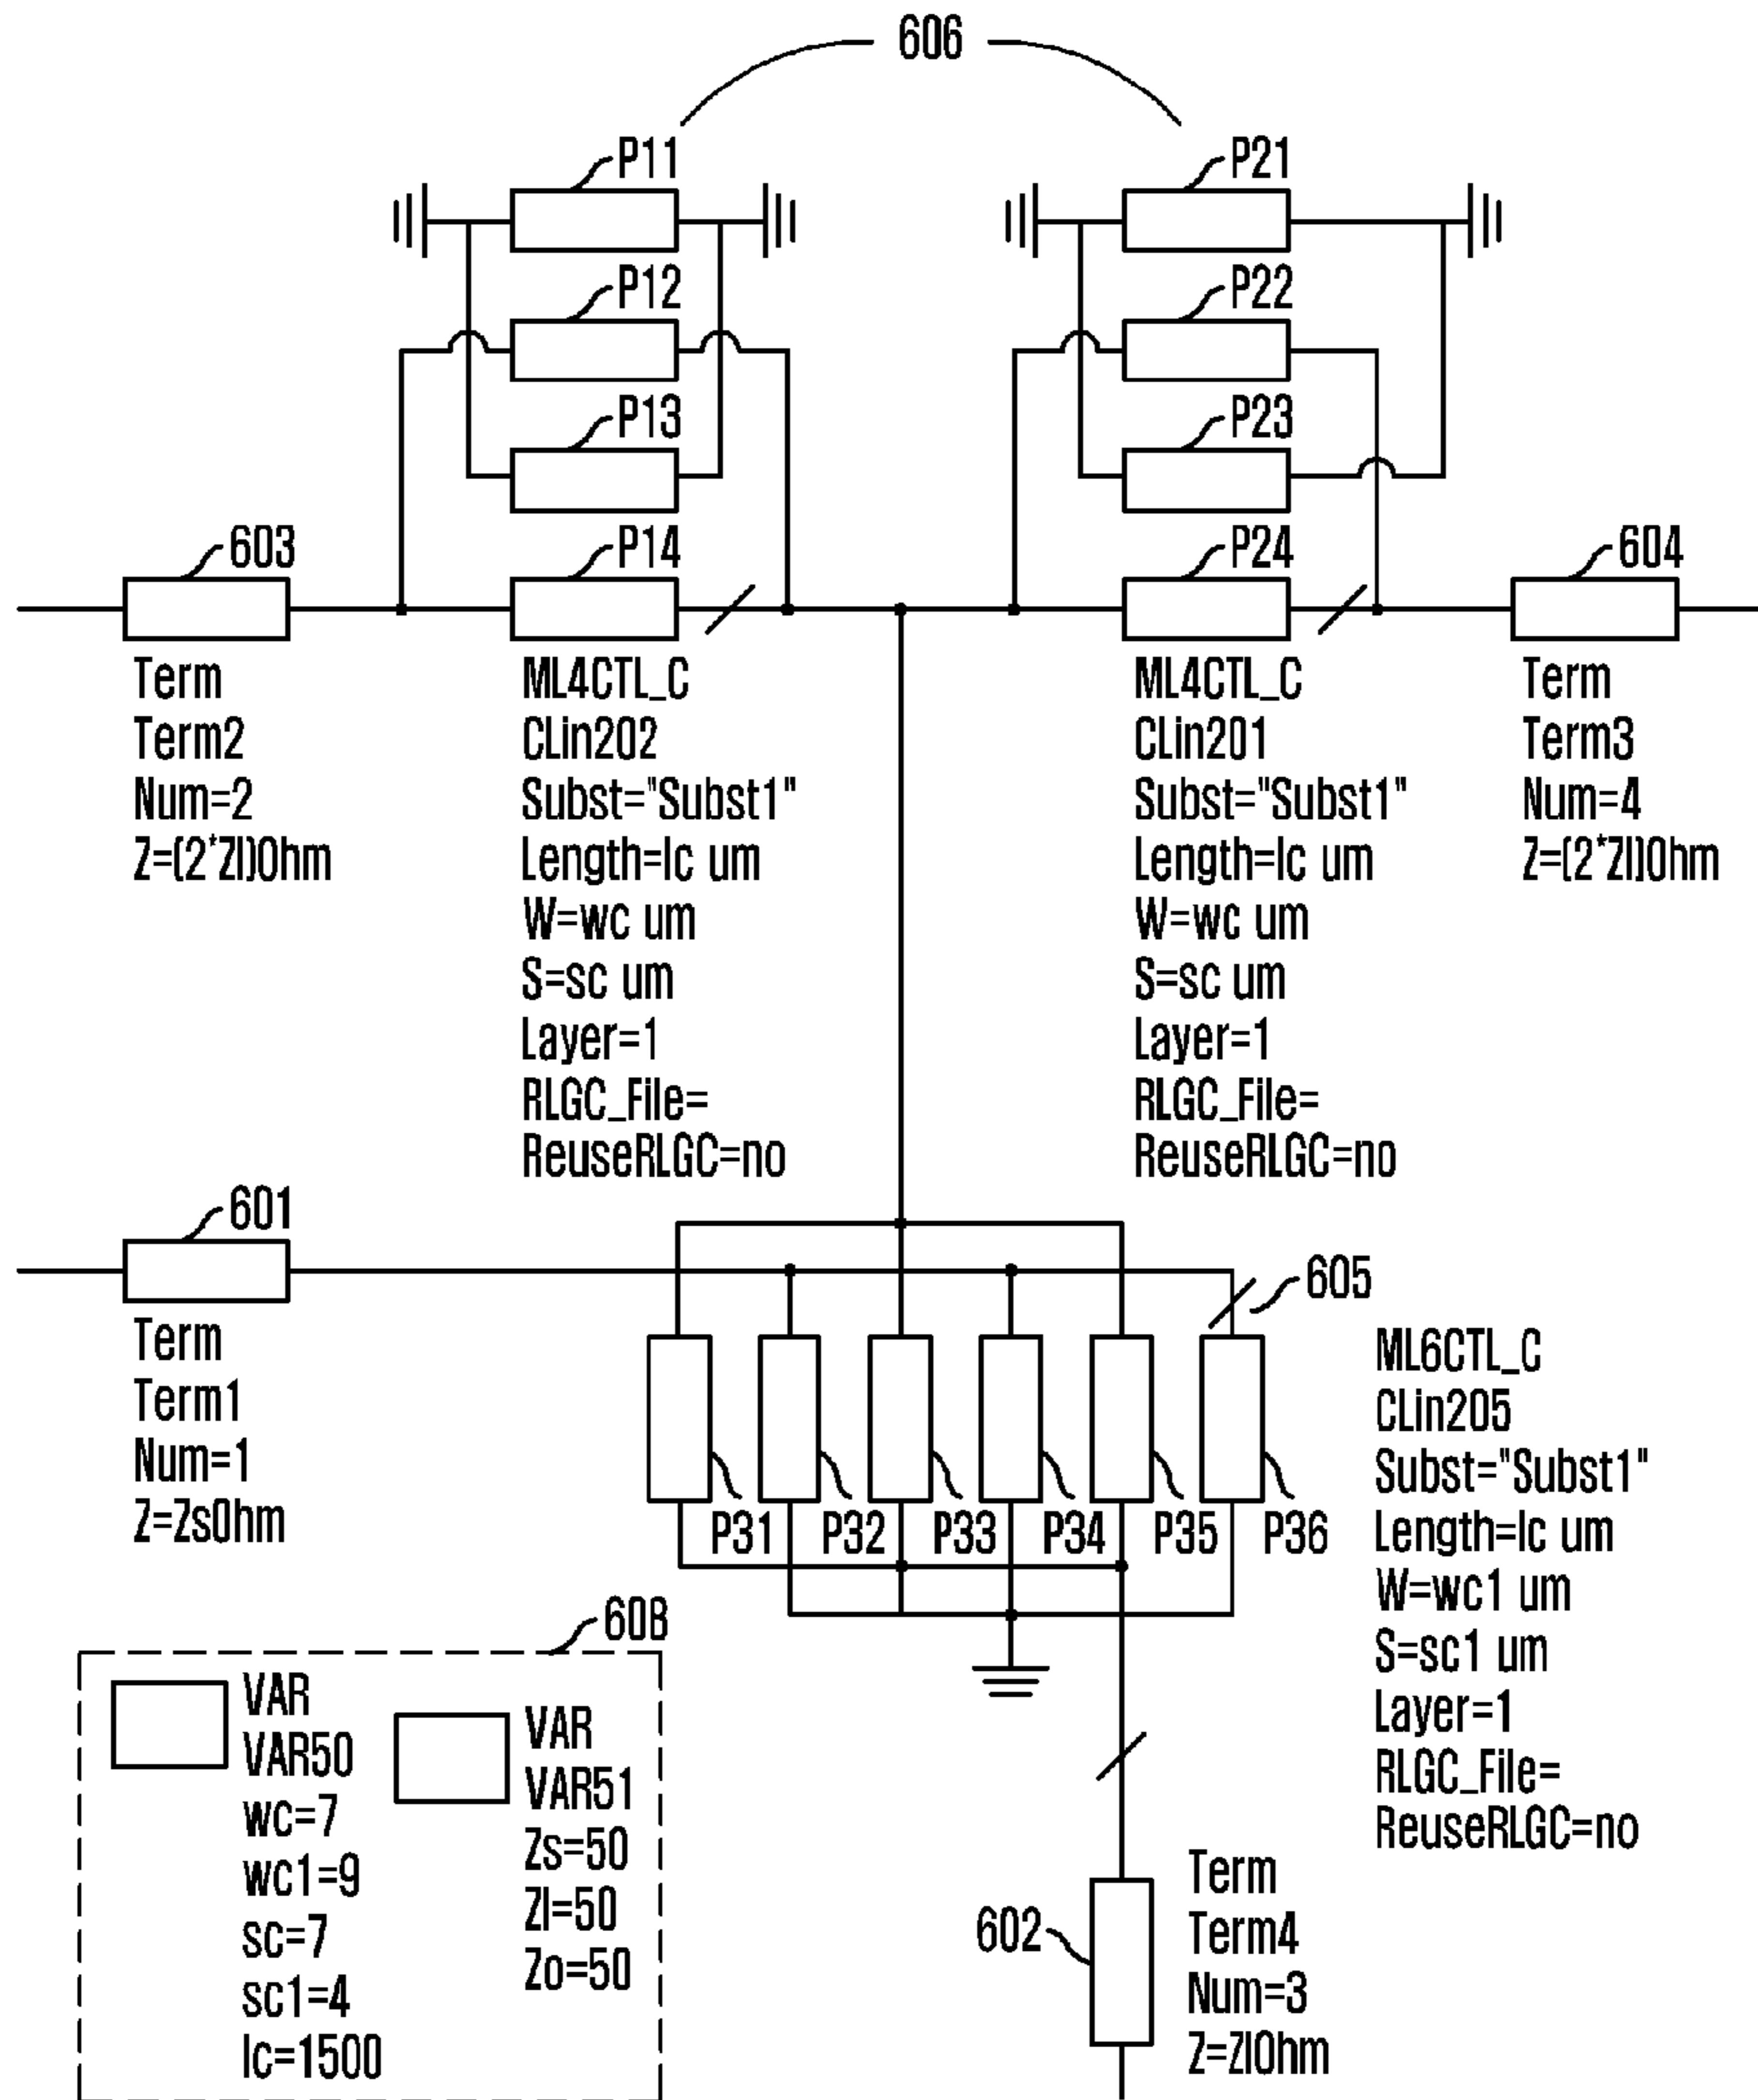 606
P11
P21
P12
P22
P13
P23
603
P14
P24
604
Term
Term2
Num=2
Z=(2*Zl)Ohm
ML4CTL_C
CLin202
Subst="Subst1"
Length=lc um
W=wc um
S=sc um
Layer=1
RLGC_File=
ReuseRLGC=no
ML4CTL_C
CLin201
Subst="Subst1"
Length=lc um
W=wc um
S=sc um
Layer=1
RLGC_File=
ReuseRLGC=no
Term
Term3
Num=4
Z=(2*Zl)Ohm
601
Term
Term1
Num=1
Z=ZsOhm
605
P31
P32
P33
P34
P35
P36
ML6CTL_C
CLin205
Subst="Subst1"
Length=lc um
W=wc1 um
S=sc1 um
Layer=1
RLGC_File=
ReuseRLGC=no
608
VAR
VAR50
wc=7
wc1=9
sc=7
sc1=4
lc=1500
VAR
VAR51
Zs=50
Zl=50
Zo=50
602
Term
Term4
Num=3
Z=ZlOhm